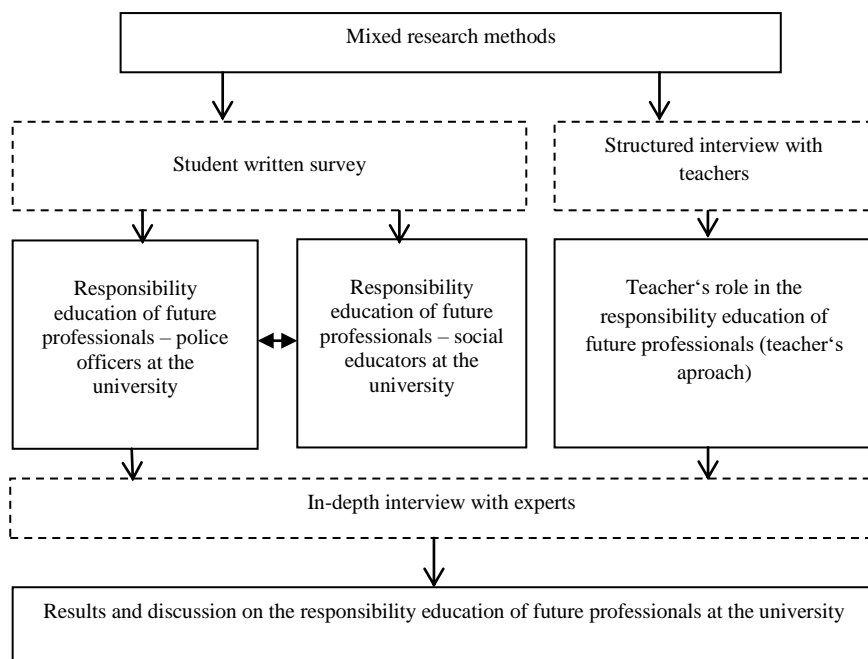 Mixed research methods
Student written survey
Structured interview with
teachers
Responsibility
education of future
professionals – police
officers at the
university
Responsibility
education of future
professionals – social
educators at the
university
Teacher‘s role in the
responsibility education of
future professionals (teacher‘s
aproach)
In-depth interview with experts
Results and discussion on the responsibility education of future professionals at the university